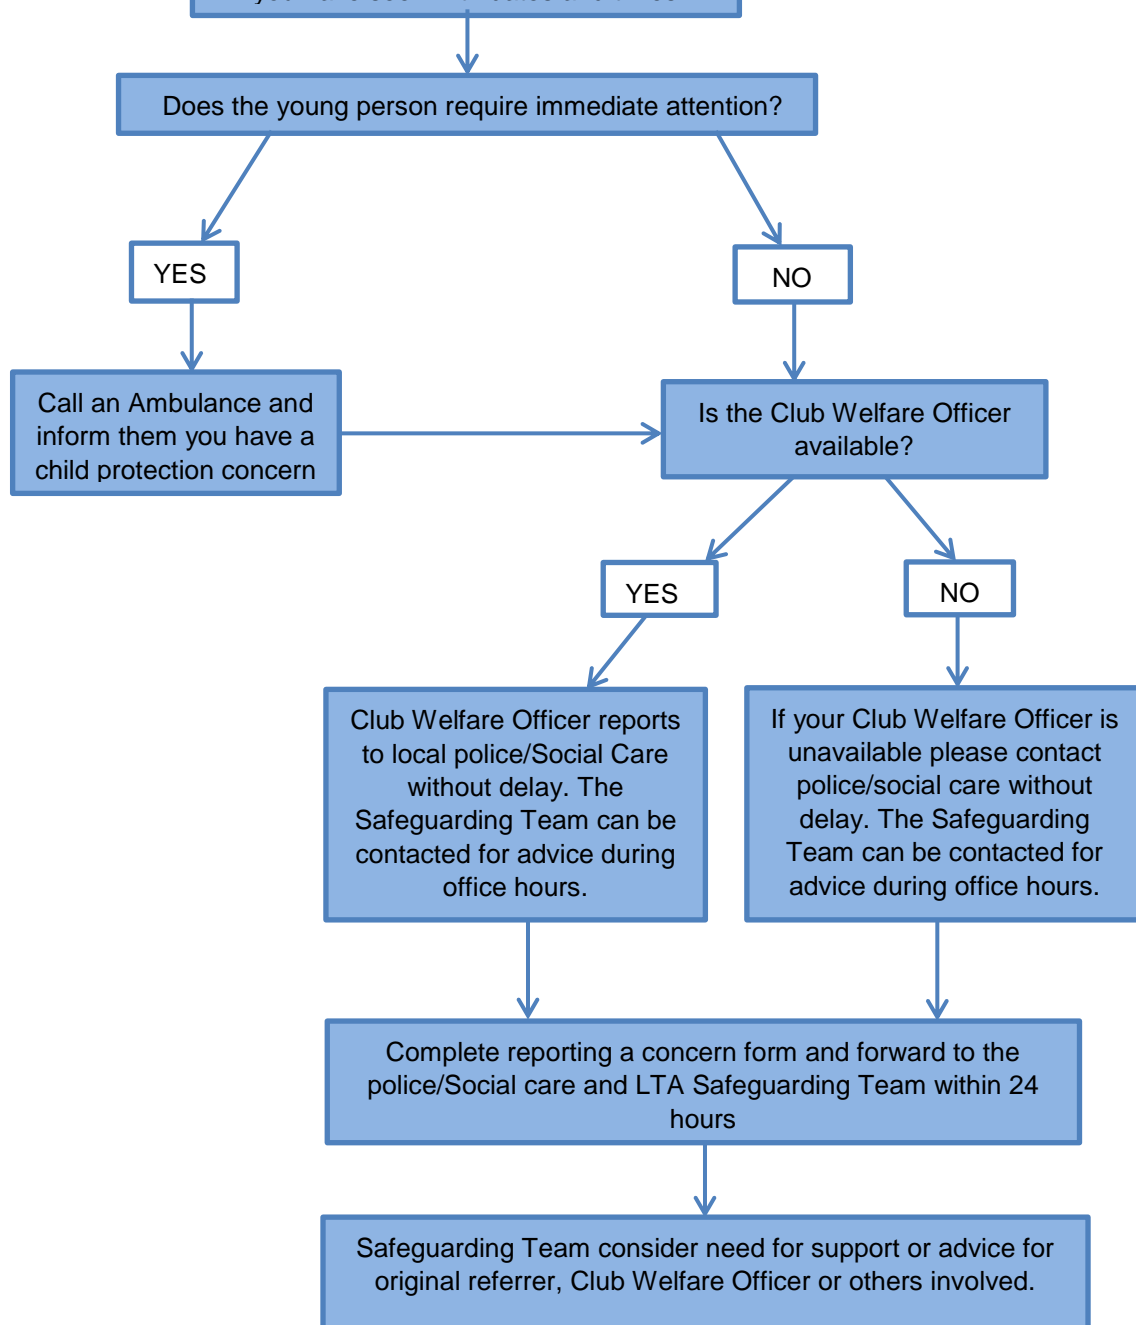 Does the young person require immediate attention?
YES
NO
Call an Ambulance and
inform them you have a
child protection concern
Is the Club Welfare Officer
available?
YES
NO
Club Welfare Officer reports
to local police/Social Care
without delay. The
Safeguarding Team can be
contacted for advice during
office hours.
If your Club Welfare Officer is
unavailable please contact
police/social care without
delay. The Safeguarding
Team can be contacted for
advice during office hours.
Complete reporting a concern form and forward to the
police/Social care and LTA Safeguarding Team within 24
hours
Safeguarding Team consider need for support or advice for
original referrer, Club Welfare Officer or others involved.